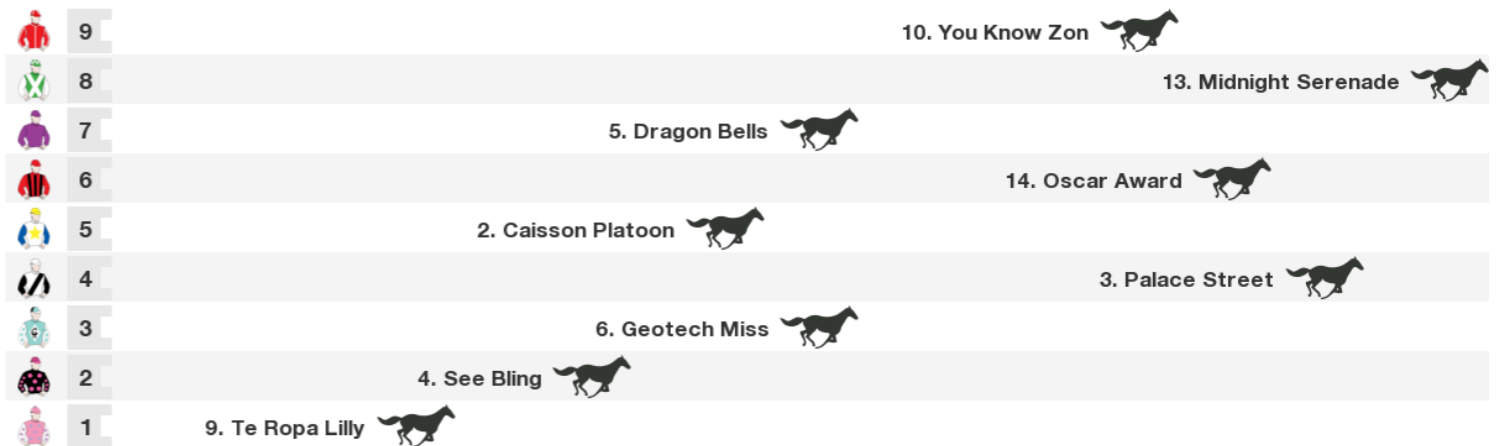 9 10. You Know Zon
8 13. Midnight Serenade
7 5. Dragon Bells
6 14. Oscar Award
5 2. Caisson Platoon
4 3. Palace Street
3 6. Geotech Miss
2 4. See Bling
1 9. Te Ropa Lilly